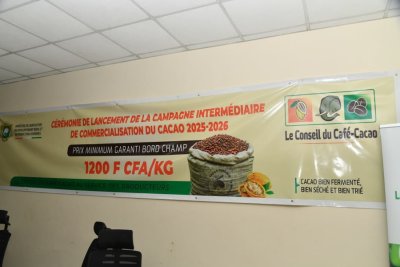 CÉRÉMONIE DE LANCEMENT DE LA CAMPAGNE INTERMÉDIAIRE
DE COMMERCIALISATION DU CACAO 2025-2026
PRIX MINIMUM GARANTI BORD CHAMP
1200 F CFA/KG
PRODUCTEURS
Le Conseil du Café-Cacao
CACAO BIEN FERMENTÉ,
BIEN SÉCHÉ ET BIEN TRIÉ